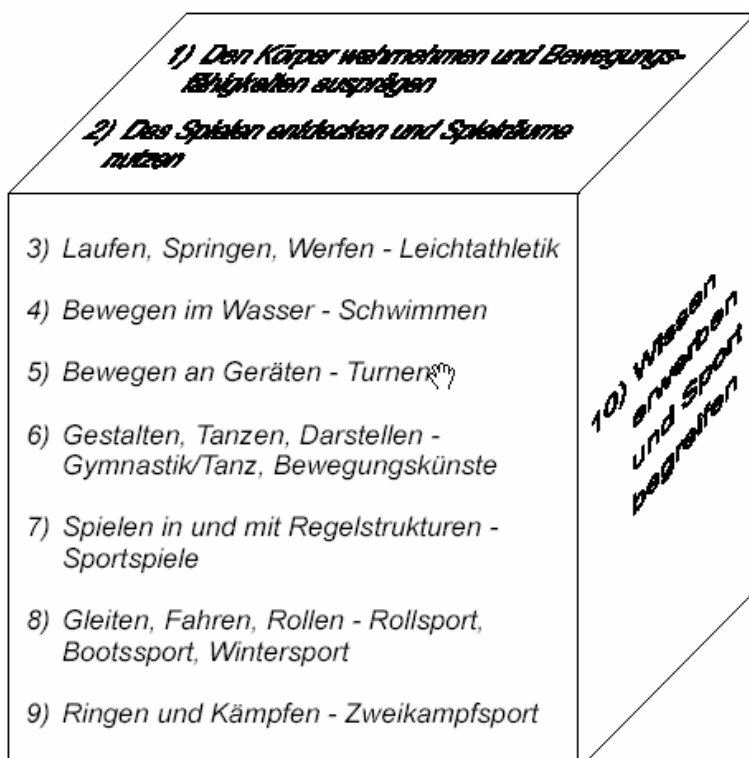 1) Den Körper wahrnehmen und Bewegungs-
fähigkeiten ausprägen
2) Das Spielen entdecken und Spielräume
nutzen
3) Laufen, Springen, Werfen - Leichtathletik
4) Bewegen im Wasser - Schwimmen
5) Bewegen an Geräten - Turnen
6) Gestalten, Tanzen, Darstellen -
Gymnastik/Tanz, Bewegungskünste
7) Spielen in und mit Regelstrukturen -
Sportspiele
8) Gleiten, Fahren, Rollen - Rollsport,
Bootssport, Wintersport
9) Ringen und Kämpfen - Zweikampfsport
10) Wissen
erwerben
und Sport
begreifen